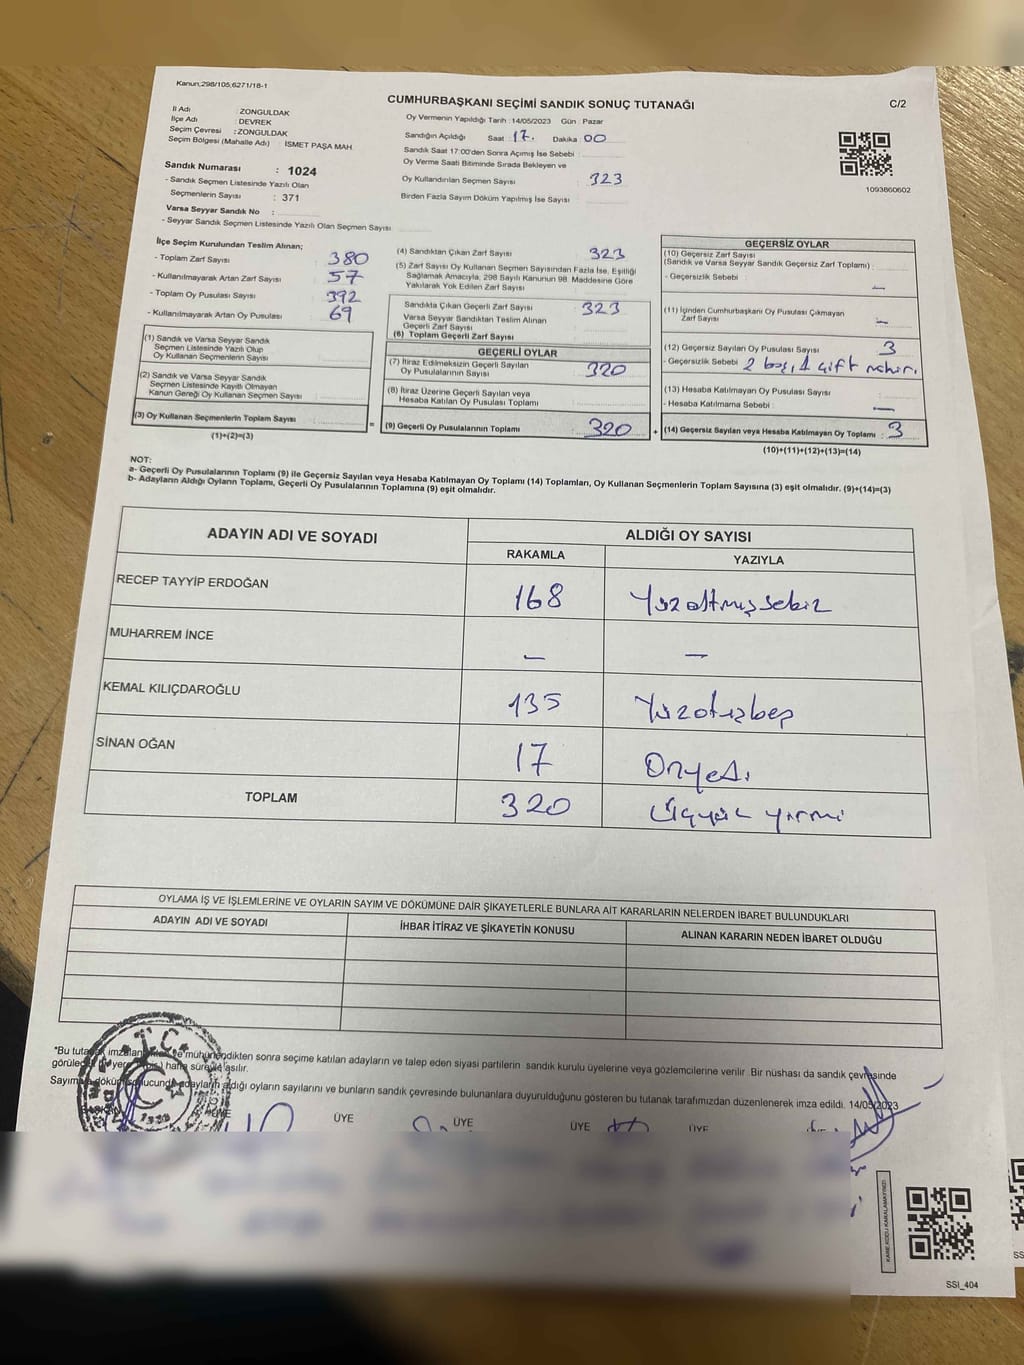 Kanun;298/105;6271/18-1
CUMHURBAŞKANI SEÇİMİ SANDIK SONUÇ TUTANAĞI
C/2
İl Adı : ZONGULDAK
İlçe Adı : DEVREK
Seçim Çevresi : ZONGULDAK
Seçim Bölgesi (Mahalle Adı) İSMET PAŞA MAH
Sandık Numarası : 1024
- Sandık Seçmen Listesinde Yazılı Olan
Seçmenlerin Sayısı : 371
Varsa Seyyar Sandık No :
- Seyyar Sandık Seçmen Listesinde Yazılı Olan Seçmen Sayısı
Oy Vermenin Yapıldığı Tarih :14/05/2023 Gün : Pazar
Sandığın Açıldığı Saat : 17. Dakika : 00
Sandık Saat 17:00'den Sonra Açımış İse Sebebi :
Oy Verme Saati Bitiminde Sırada Bekleyen ve
Oy Kullandırılan Seçmen Sayısı : 323
Birden Fazla Sayım Döküm Yapılmış İse Sayısı :
1093860602
İlçe Seçim Kurulundan Teslim Alınan;
- Toplam Zarf Sayısı : 380
- Kullanılmayarak Artan Zarf Sayısı : 57
- Toplam Oy Pusulası Sayısı : 392
- Kullanılmayarak Artan Oy Pusulası : 69
(1) Sandık ve Varsa Seyyar Sandık
Seçmen Listesinde Yazılı Olup
Oy Kullanan Seçmenlerin Sayısı :
(2) Sandık ve Varsa Seyyar Sandık
Seçmen Listesinde Kayıtlı Olmayan
Kanun Gereği Oy Kullanan Seçmen Sayısı :
(3) Oy Kullanan Seçmenlerin Toplam Sayısı :
(1)+(2)=(3)
(4) Sandıktan Çıkan Zarf Sayısı : 323
(5) Zarf Sayısı Oy Kullanan Seçmen Sayısından Fazla İse, Eşitliği
Sağlamak Amacıyla, 298 Sayılı Kanunun 98. Maddesine Göre
Yakılarak Yok Edilen Zarf Sayısı :
Sandıkta Çıkan Geçerli Zarf Sayısı : 323
Varsa Seyyar Sandıktan Teslim Alınan
Geçerli Zarf Sayısı :
(6) Toplam Geçerli Zarf Sayısı :
GEÇERLİ OYLAR
(7) İtiraz Edilmeksizin Geçerli Sayılan
Oy Pusulalarının Sayısı : 320
(8) İtiraz Üzerine Geçerli Sayılan veya
Hesaba Katılan Oy Pusulası Toplamı :
= (9) Geçerli Oy Pusulalarının Toplamı : 320 +
GEÇERSİZ OYLAR
(10) Geçersiz Zarf Sayısı
(Sandık ve Varsa Seyyar Sandık Geçersiz Zarf Toplamı) :
- Geçersizlik Sebebi : —
(11) İçinden Cumhurbaşkanı Oy Pusulası Çıkmayan
Zarf Sayısı : —
(12) Geçersiz Sayılan Oy Pusulası Sayısı : 3
- Geçersizlik Sebebi : 2 boş, 1 çift mühür.
(13) Hesaba Katılmayan Oy Pusulası Sayısı :
- Hesaba Katılmama Sebebi : —
(14) Geçersiz Sayılan veya Hesaba Katılmayan Oy Toplamı : 3
(10)+(11)+(12)+(13)=(14)
NOT:
a- Geçerli Oy Pusulalarının Toplamı (9) ile Geçersiz Sayılan veya Hesaba Katılmayan Oy Toplamı (14) Toplamları, Oy Kullanan Seçmenlerin Toplam Sayısına (3) eşit olmalıdır. (9)+(14)=(3)
b- Adayların Aldığı Oyların Toplamı, Geçerli Oy Pusulalarının Toplamına (9) eşit olmalıdır.
ADAYIN ADI VE SOYADI ALDIĞI OY SAYISI
RAKAMLA YAZIYLA
RECEP TAYYİP ERDOĞAN 168 Yüzaltmışsekiz
MUHARREM İNCE — —
KEMAL KILIÇDAROĞLU 135 Yüzotuzbeş
SİNAN OĞAN 17 Onyedi
TOPLAM 320 Üçyüz yirmi
OYLAMA İŞ VE İŞLEMLERİNE VE OYLARIN SAYIM VE DÖKÜMÜNE DAİR ŞİKAYETLERLE BUNLARA AİT KARARLARIN NELERDEN İBARET BULUNDUKLARI
ADAYIN ADI VE SOYADI İHBAR İTİRAZ VE ŞİKAYETİN KONUSU ALINAN KARARIN NEDEN İBARET OLDUĞU
*Bu tutanak ve mühürlendikten sonra seçime katılan adayların ve talep eden siyasi partilerin sandık kurulu üyelerine veya gözlemcilerine verilir .Bir nüshası da sandık çevresinde
hafta süreyle asılır.
adayların aldığı oyların sayılarını ve bunların sandık çevresinde bulunanlara duyurulduğunu gösteren bu tutanak tarafımızdan düzenlenerek imza edildi. 14/05/2023
T.C.
ÜYE ÜYE ÜYE ÜYE
KARE KODU KARALAMAYINIZ!
SSİ_404